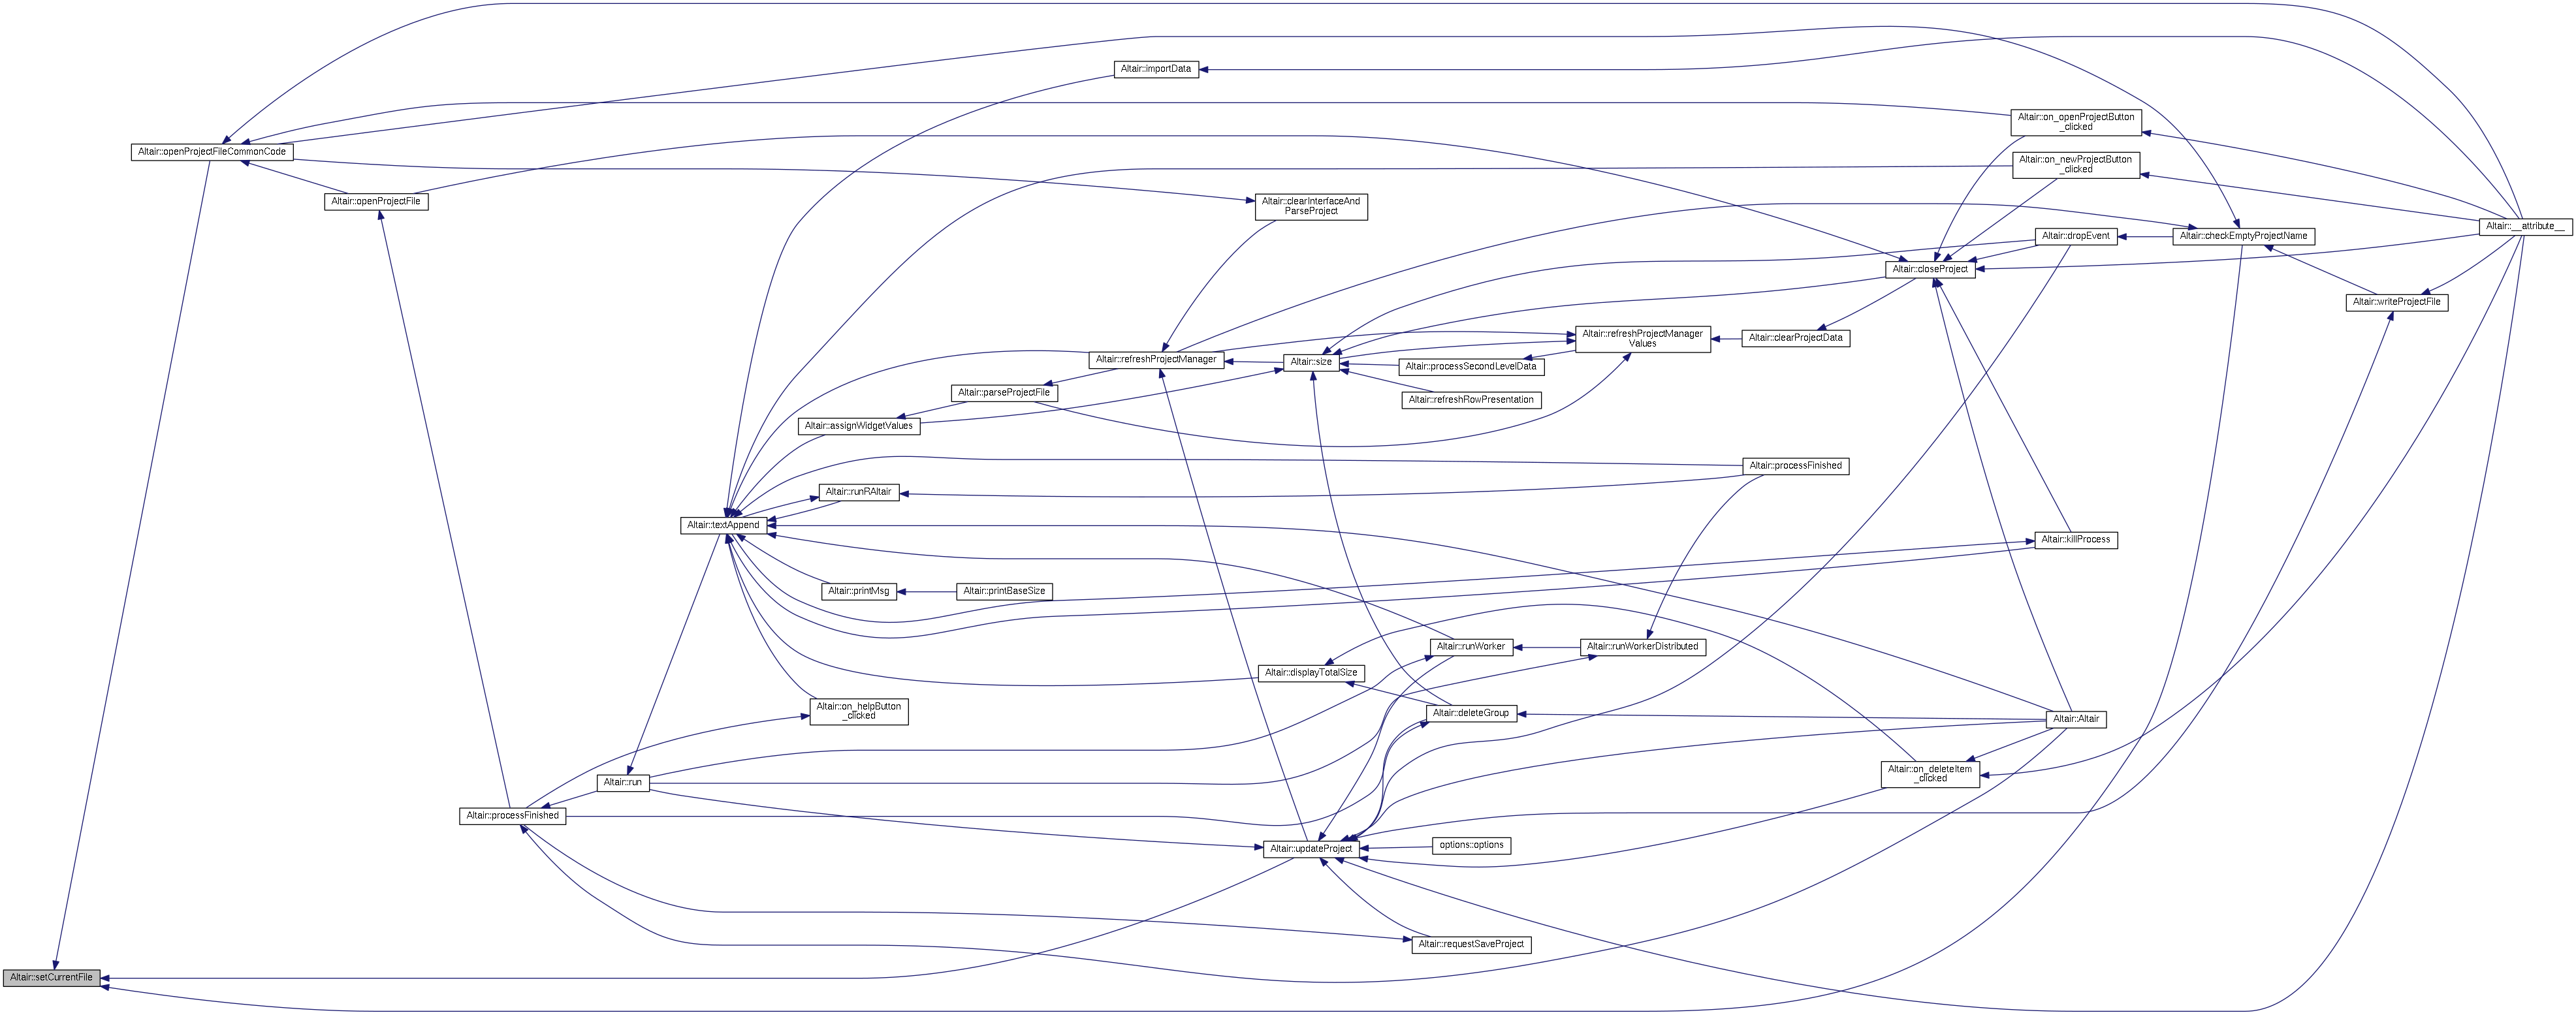 Altair::importData
Altair::on_openProjectButton
_clicked
Altair::openProjectFileCommonCode
Altair::on_newProjectButton
_clicked
Altair::openProjectFile
Altair::clearInterfaceAnd
ParseProject
Altair::__attribute__
Altair::dropEvent
Altair::checkEmptyProjectName
Altair::closeProject
Altair::writeProjectFile
Altair::refreshProjectManager
Values
Altair::clearProjectData
Altair::refreshProjectManager
Altair::size
Altair::processSecondLevelData
Altair::parseProjectFile
Altair::refreshRowPresentation
Altair::assignWidgetValues
Altair::processFinished
Altair::runRAltair
Altair::textAppend
Altair::killProcess
Altair::printMsg
Altair::printBaseSize
Altair::runWorker
Altair::runWorkerDistributed
Altair::displayTotalSize
Altair::on_helpButton
_clicked
Altair::deleteGroup
Altair::Altair
Altair::on_deleteItem
_clicked
Altair::run
Altair::processFinished
options::options
Altair::updateProject
Altair::requestSaveProject
Altair::setCurrentFile